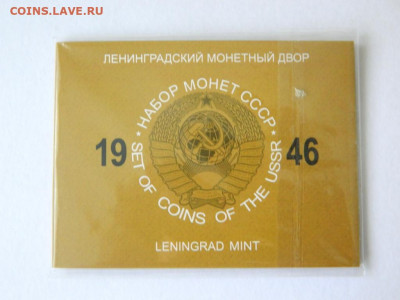 COINS.LAVE.RU
ЛЕНИНГРАДСКИЙ МОНЕТНЫЙ ДВОР
• НАБОР МОНЕТ СССР •
19 46
SET OF COINS OF THE USSR
LENINGRAD MINT